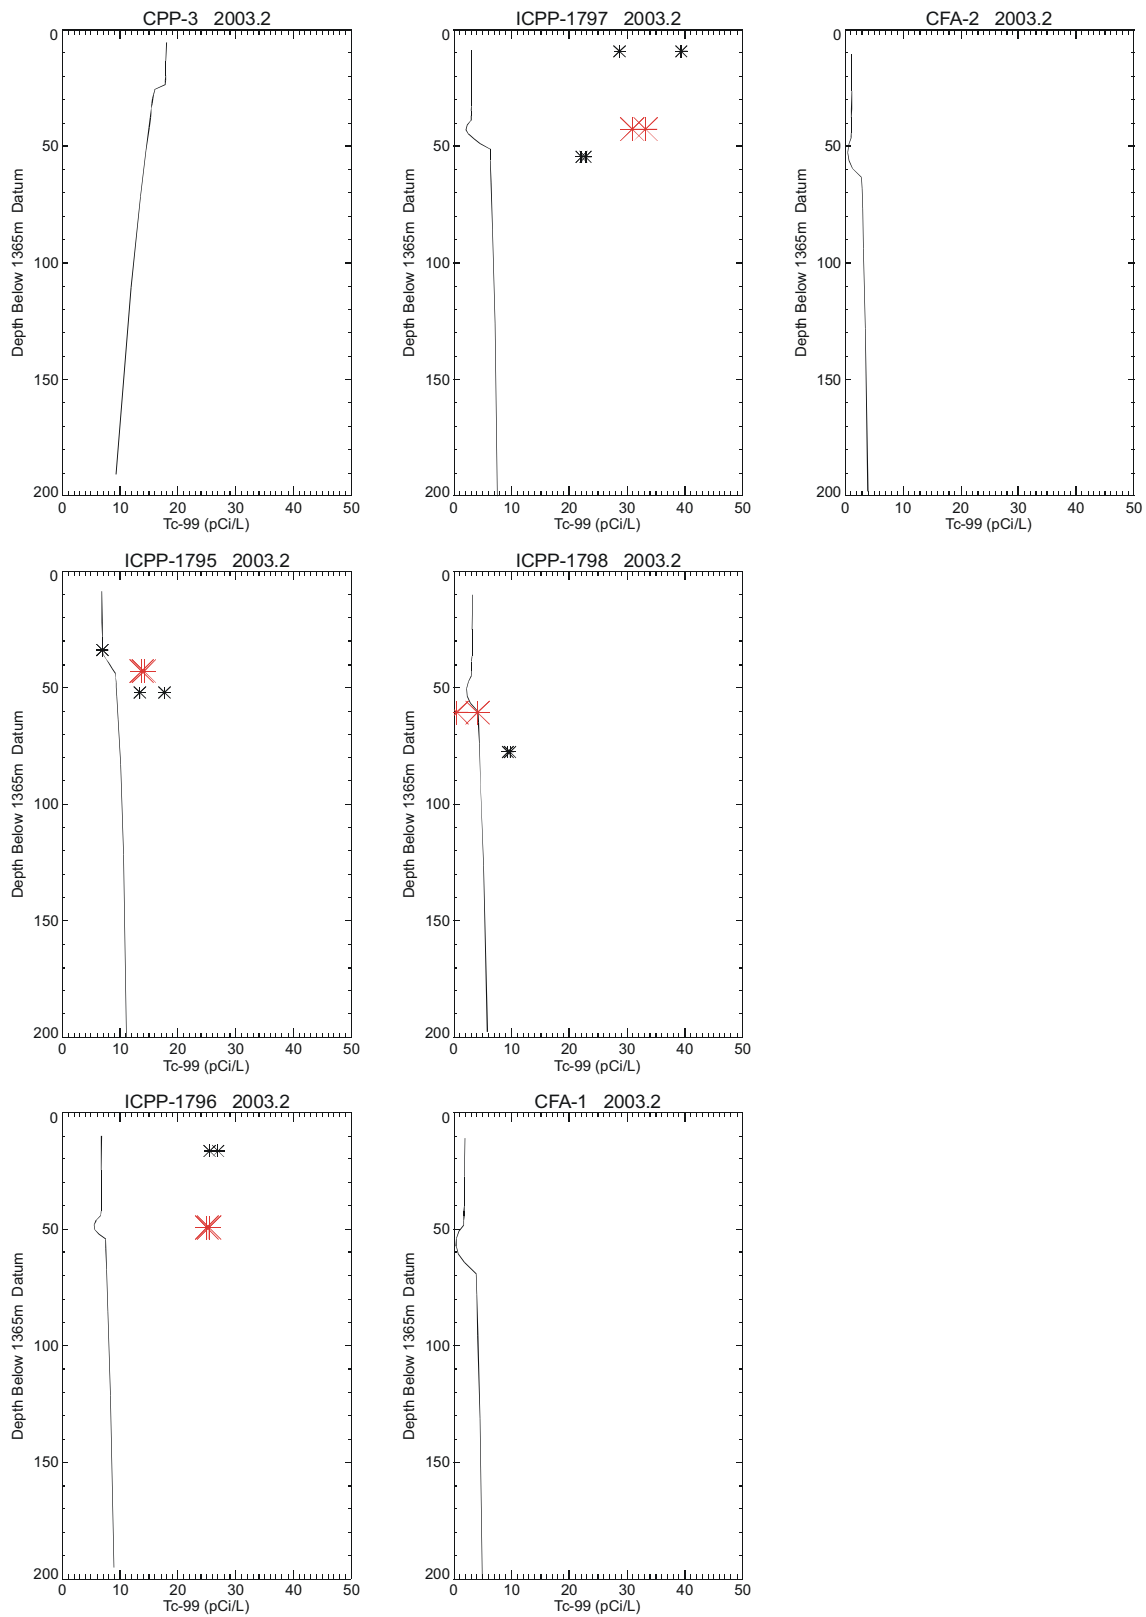 CPP-3 2003.2
0
50
100
150
200
Depth Below 1365m Datum
0 10 20 30 40 50
Tc-99 (pCi/L)
ICPP-1797 2003.2
0
50
100
150
200
Depth Below 1365m Datum
0 10 20 30 40 50
Tc-99 (pCi/L)
CFA-2 2003.2
0
50
100
150
200
Depth Below 1365m Datum
0 10 20 30 40 50
Tc-99 (pCi/L)
ICPP-1795 2003.2
0
50
100
150
200
Depth Below 1365m Datum
0 10 20 30 40 50
Tc-99 (pCi/L)
ICPP-1798 2003.2
0
50
100
150
200
Depth Below 1365m Datum
0 10 20 30 40 50
Tc-99 (pCi/L)
ICPP-1796 2003.2
0
50
100
150
200
Depth Below 1365m Datum
0 10 20 30 40 50
Tc-99 (pCi/L)
CFA-1 2003.2
0
50
100
150
200
Depth Below 1365m Datum
0 10 20 30 40 50
Tc-99 (pCi/L)